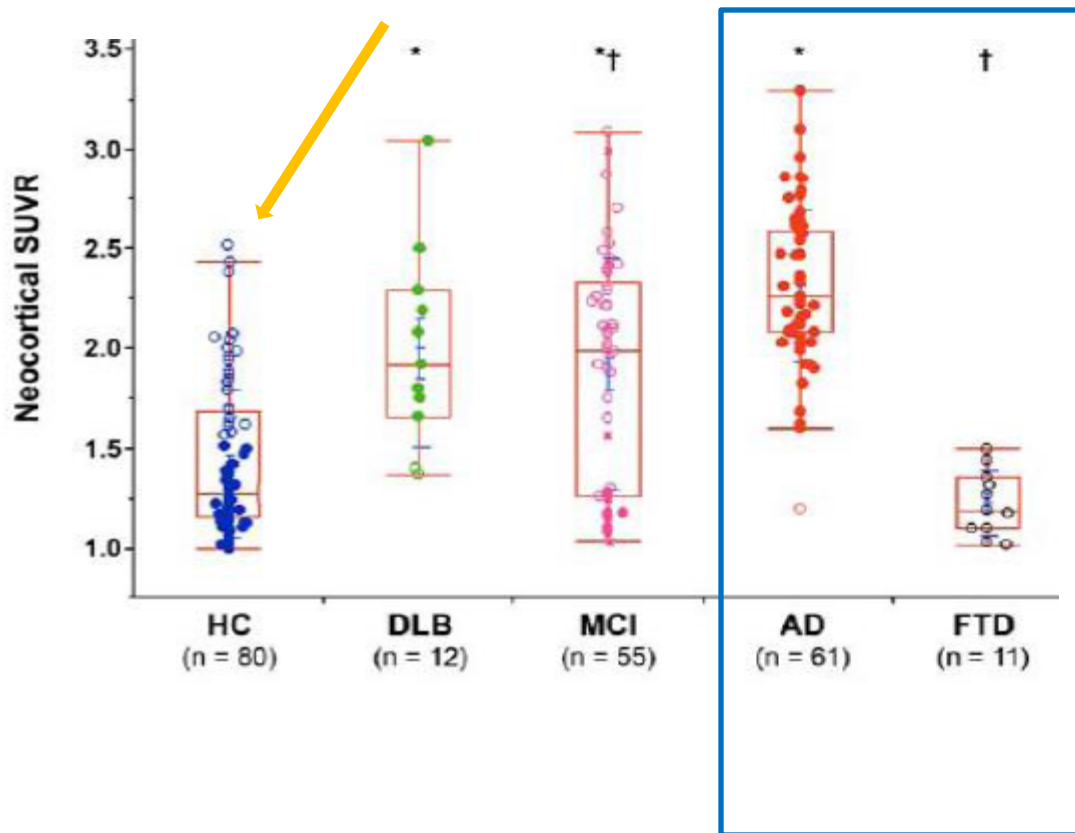 Neocortical SUVR
3.5
3.0
2.5
2.0
1.5
1.0
* *† * †
HC DLB MCI AD FTD
(n = 80) (n = 12) (n = 55) (n = 61) (n = 11)